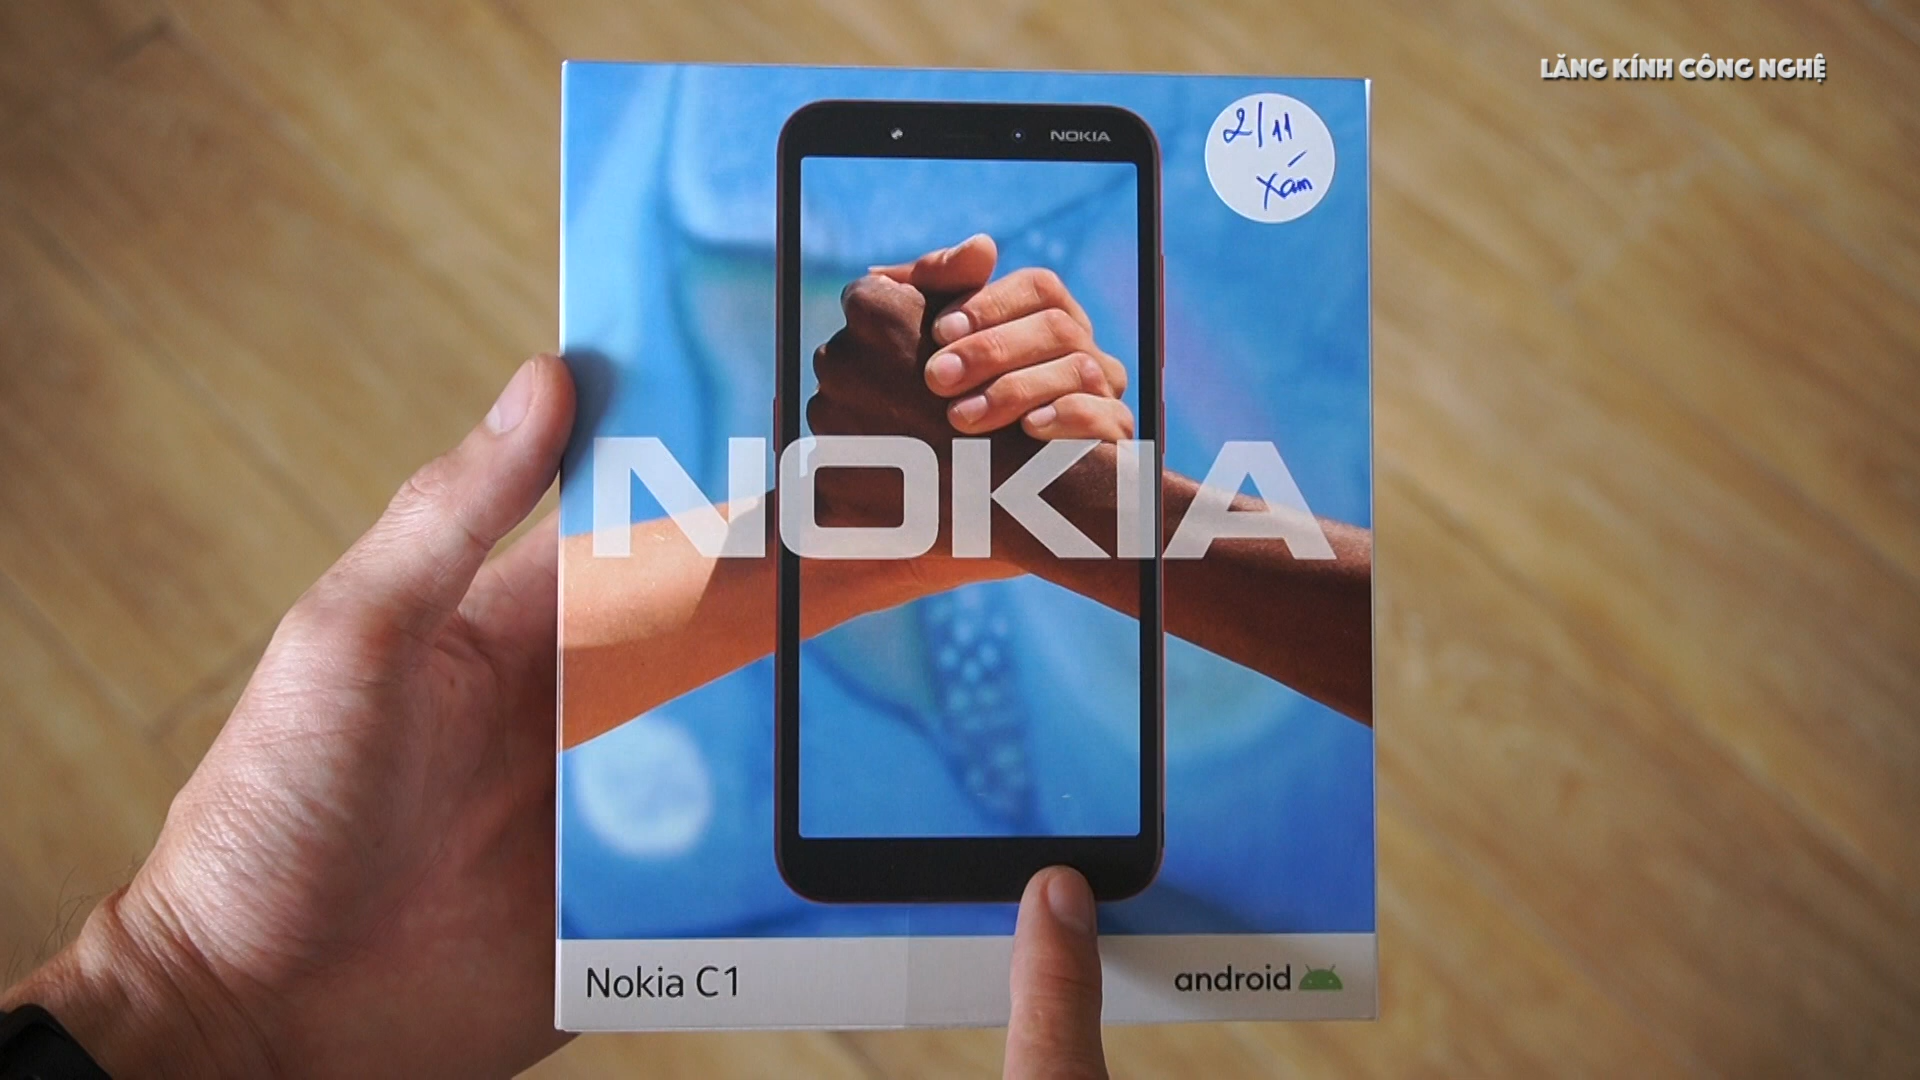 LĂNG KÍNH CÔNG NGHỆ
2/11
Xám
NOKIA
NOKIA
Nokia C1
android